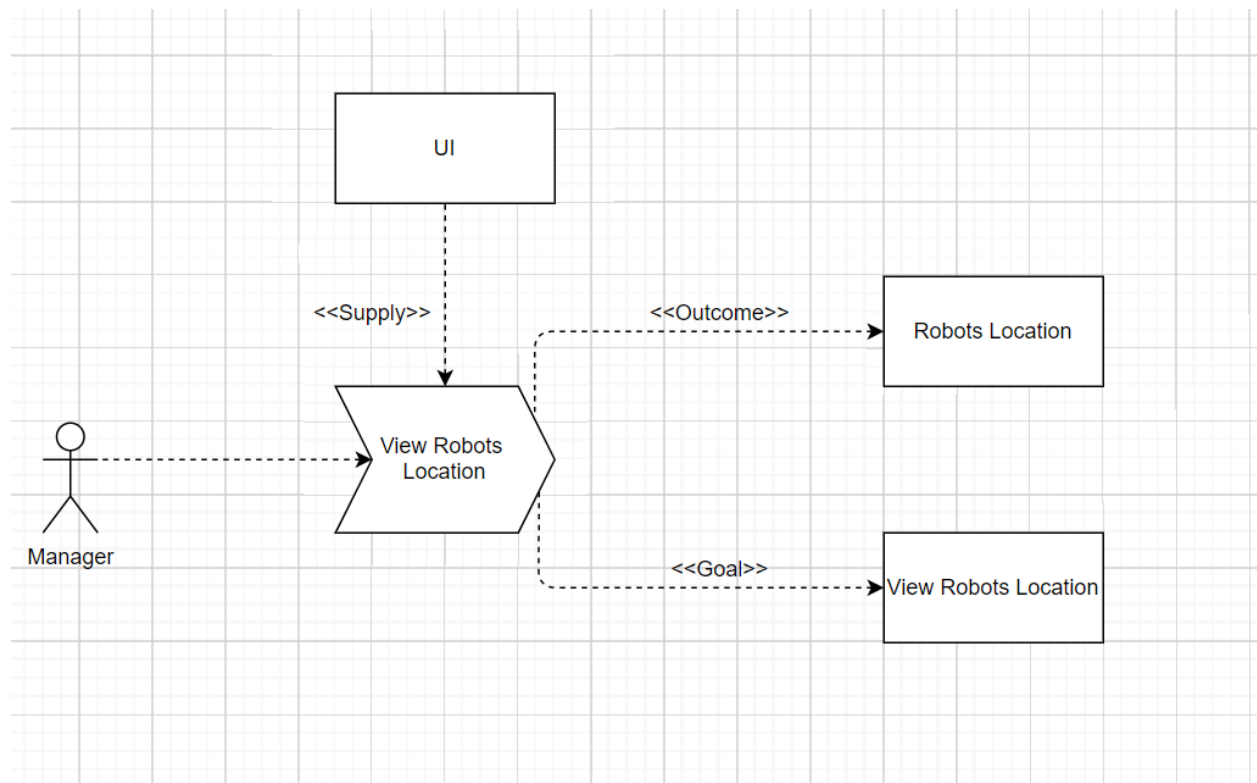 UI
<<Supply>>
<<Outcome>>
Robots Location
View Robots
Location
Manager
<<Goal>>
View Robots Location